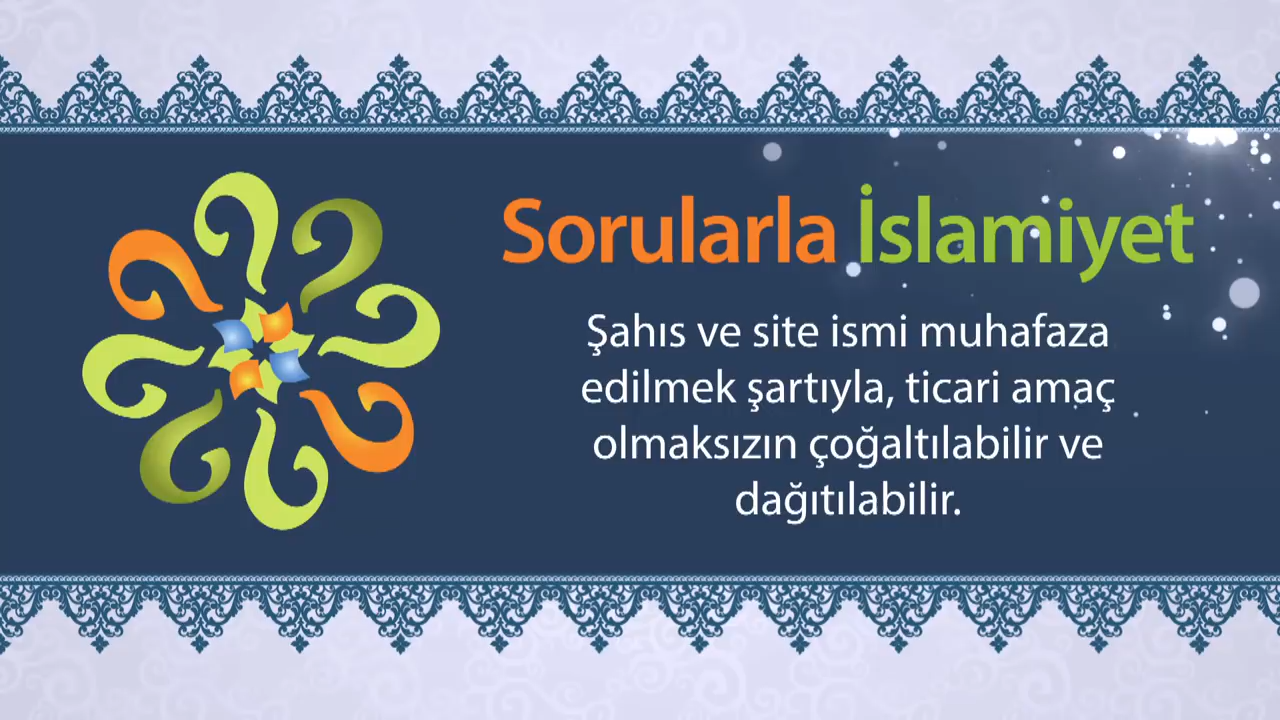 Sorularla İslamiyet
Şahıs ve site ismi muhafaza
edilmek şartıyla, ticari amaç
olmaksızın çoğaltılabilir ve
dağıtılabilir.